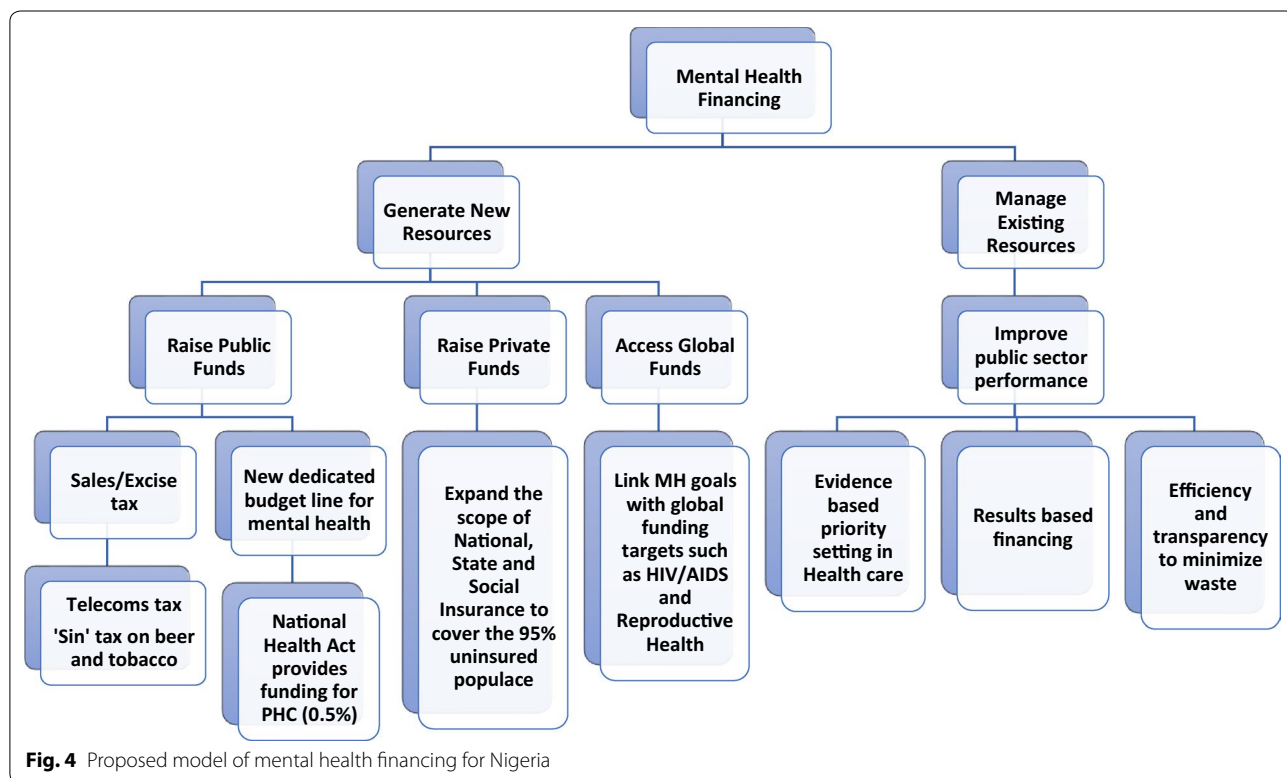 Mental Health
Financing
Generate New
Resources
Manage
Existing
Resources
Raise Public
Funds
Raise Private
Funds
Access Global
Funds
Improve
public sector
performance
Sales/Excise
tax
New dedicated
budget line for
mental health
Expand the
scope of
National,
State and
Social
Insurance to
cover the 95%
uninsured
populace
Link MH goals
with global
funding
targets such
as HIV/AIDS
and
Reproductive
Health
Evidence
based
priority
setting in
Health care
Results based
financing
Efficiency
and
transparency
to minimize
waste
Telecoms tax
'Sin' tax on beer
and tobacco
National
Health Act
provides
funding for
PHC (0.5%)
Fig. 4 Proposed model of mental health financing for Nigeria